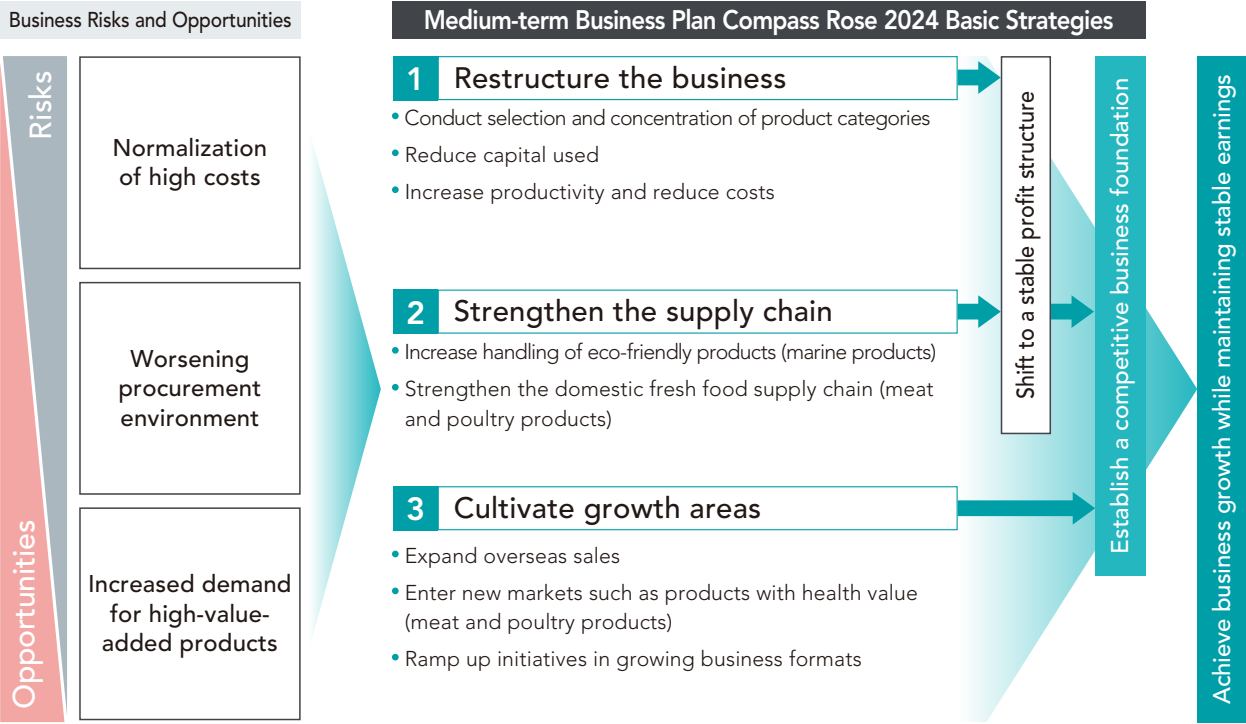 Business Risks and Opportunities
Medium-term Business Plan Compass Rose 2024 Basic Strategies
Risks
Opportunities
Normalization
of high costs
Worsening
procurement
environment
Increased demand
for high-value-
added products
1 Restructure the business
• Conduct selection and concentration of product categories
• Reduce capital used
• Increase productivity and reduce costs
2 Strengthen the supply chain
• Increase handling of eco-friendly products (marine products)
• Strengthen the domestic fresh food supply chain (meat
and poultry products)
3 Cultivate growth areas
• Expand overseas sales
• Enter new markets such as products with health value
(meat and poultry products)
• Ramp up initiatives in growing business formats
Shift to a stable profit structure
Establish a competitive business foundation
Achieve business growth while maintaining stable earnings